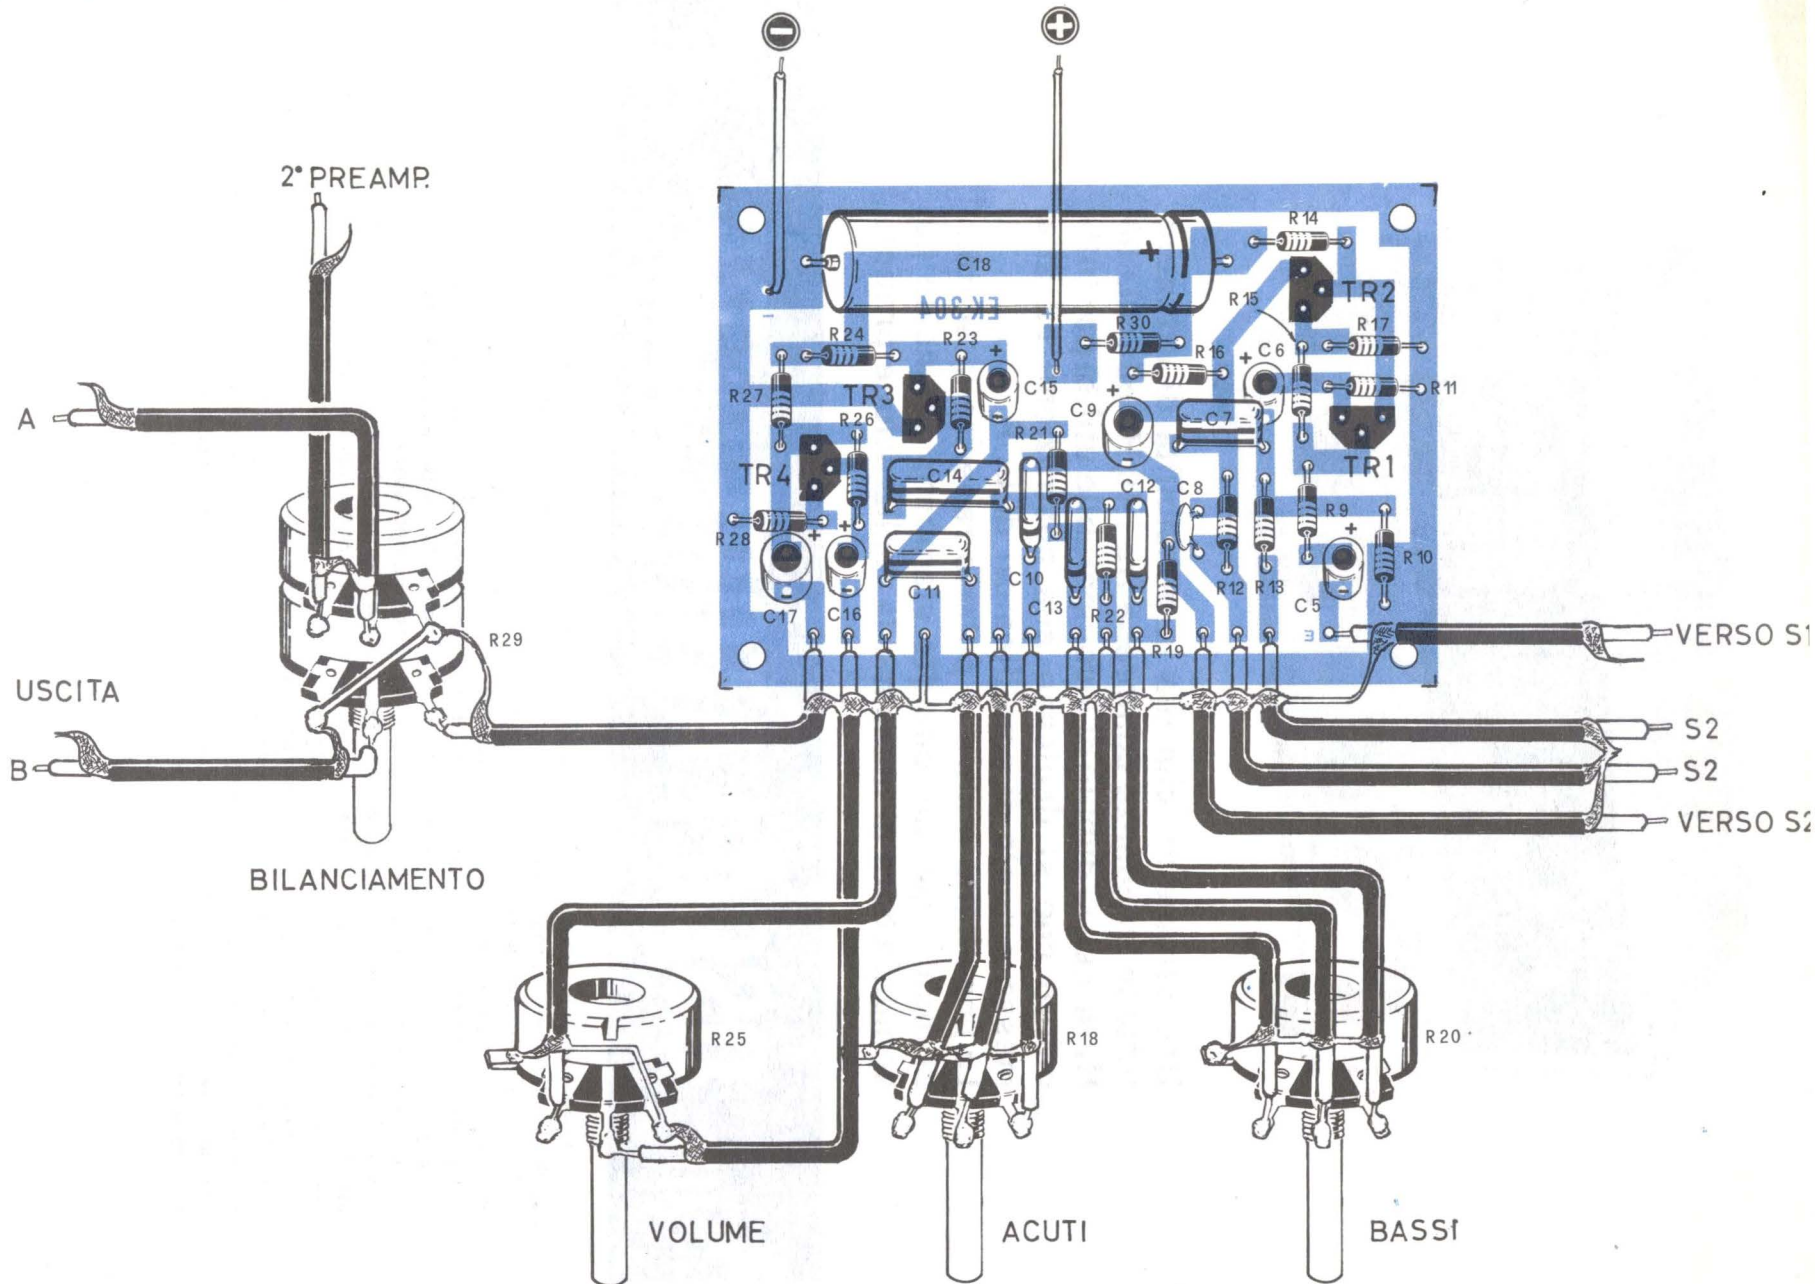 2° PREAMP.
A
R29
USCITA
B
BILANCIAMENTO
R14
C18
EK304
-
+
+
R15
TR2
R24
R23
R30
R17
R16
C6
C15
R11
R27
TR3
C9
C7
R26
R21
TR4
C14
TR1
C12
C8
R9
R28
R10
C10
C11
R12
R13
C5
C13
R22
C17
C16
R19
E
VERSO S1
S2
S2
VERSO S2
R25
R18
R20
VOLUME
ACUTI
BASSI